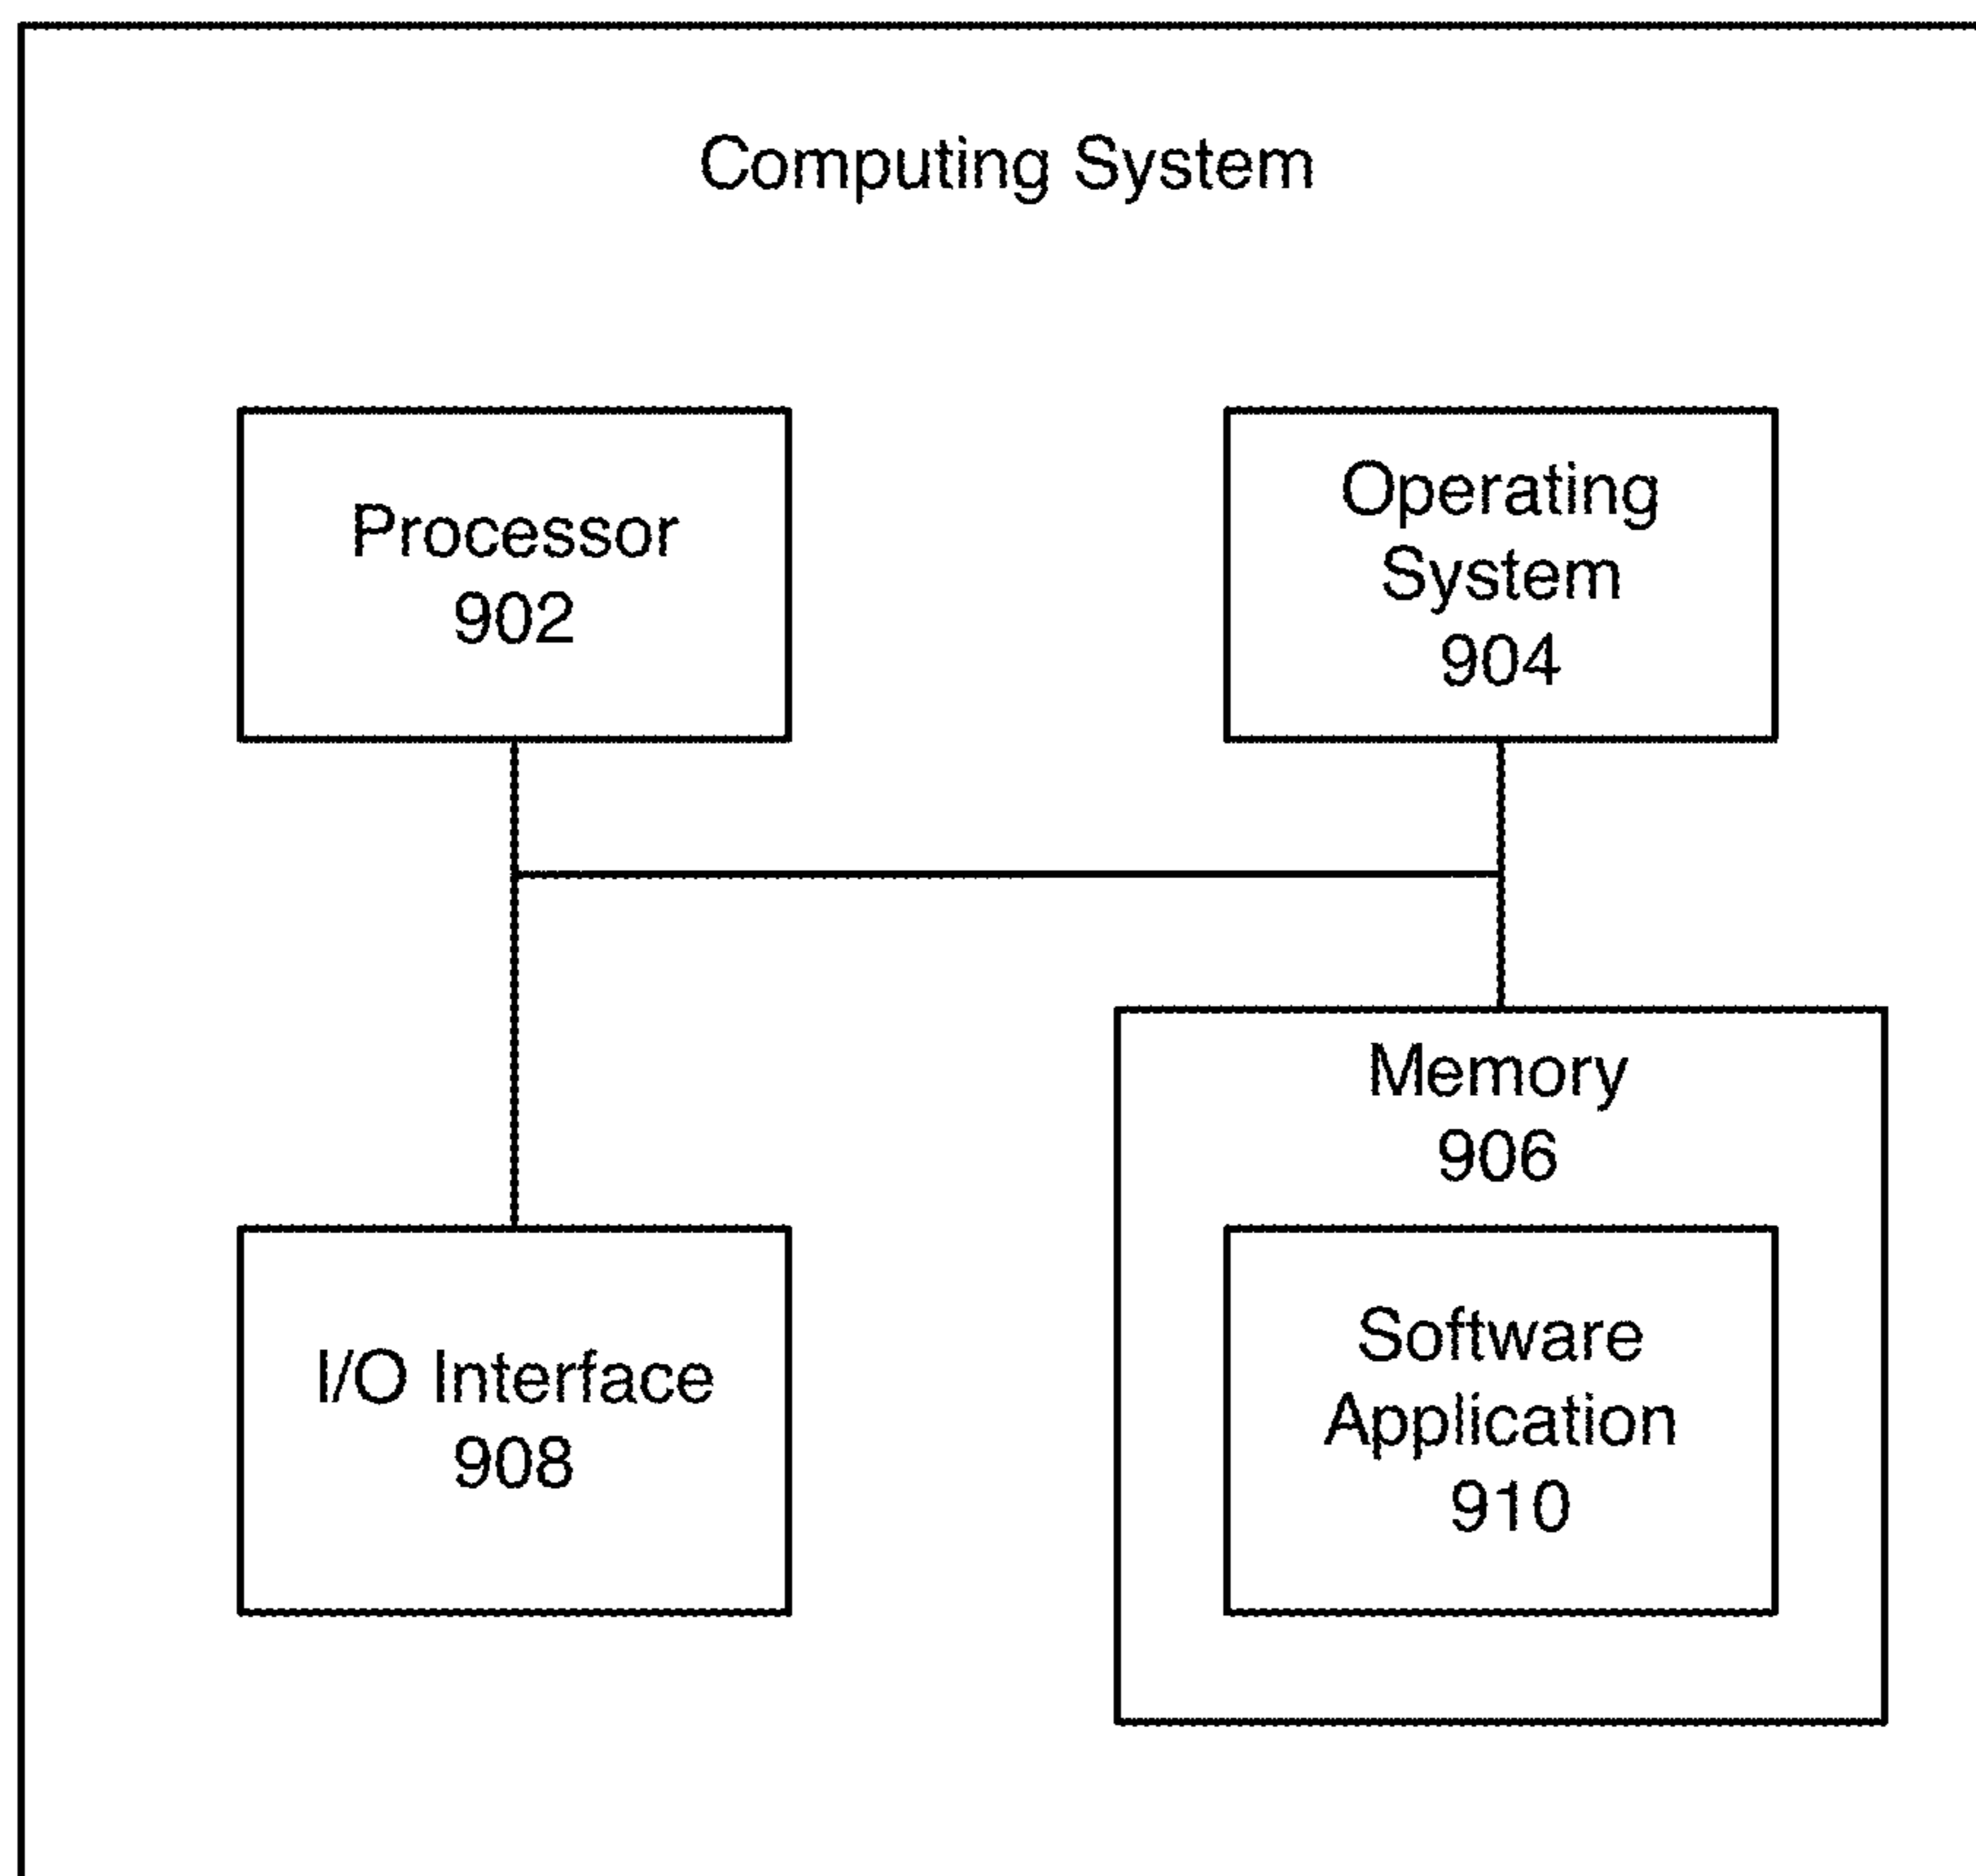 Computing System
Processor
902
Operating
System
904
Memory
906
I/O Interface
908
Software
Application
910